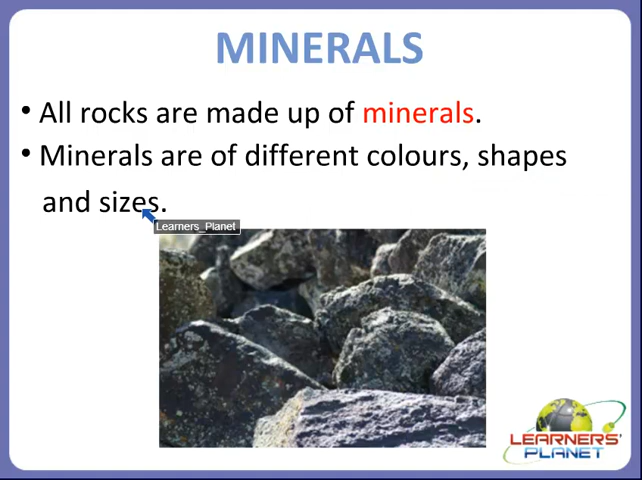 MINERALS
• All rocks are made up of minerals.
• Minerals are of different colours, shapes
and sizes.
Learners_Planet
LEARNERS'
PLANET